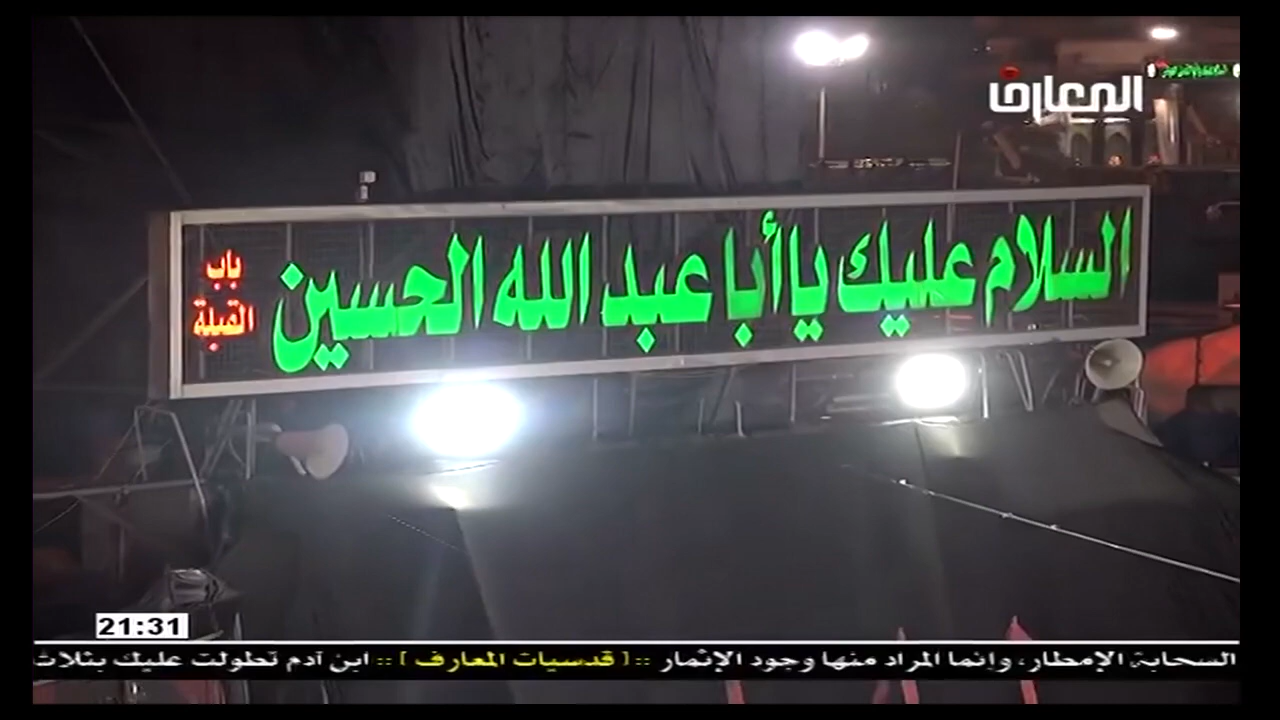 المعارف
السلام عليك يا أبا عبد الله الحسين
باب
القبلة
21:31
السحابة الإمطار، وإنما المراد منها وجود الإثمار ::[ قدسيات المعارف ]:: ابن آدم تطولت عليك بثلاث